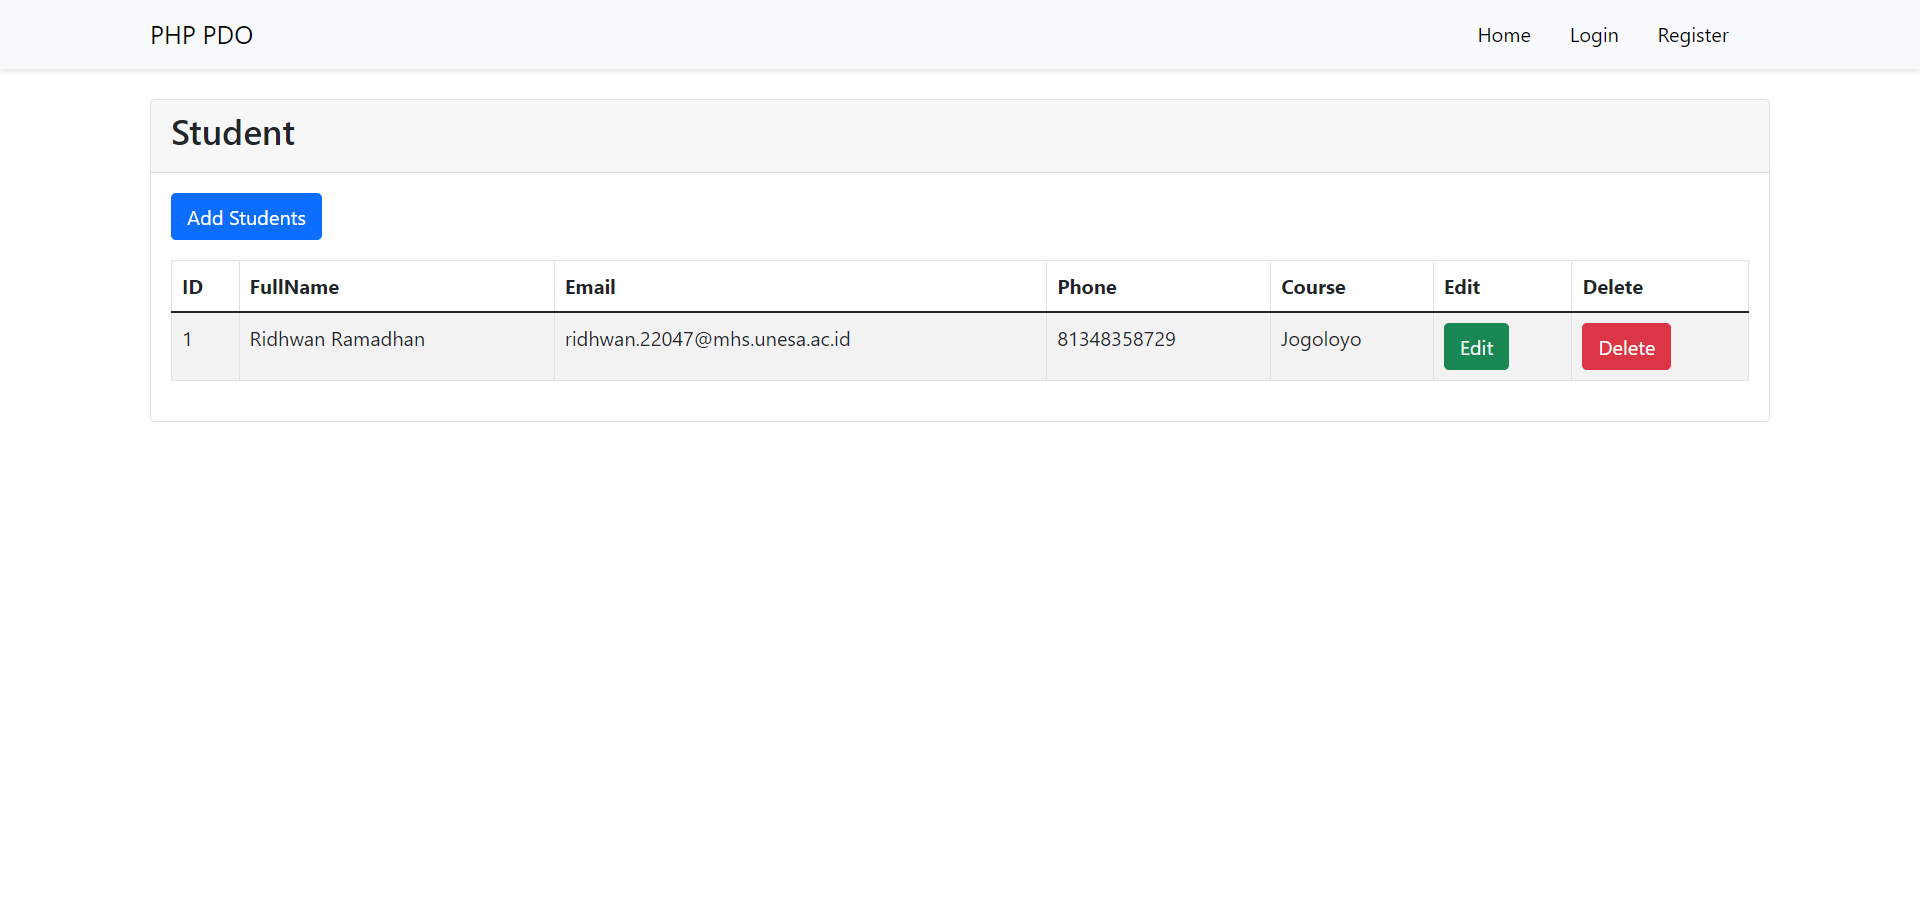 PHP PDO Home Login Register
Student
Add Students
ID FullName Email Phone Course Edit Delete
1 Ridhwan Ramadhan ridhwan.22047@mhs.unesa.ac.id 81348358729 Jogoloyo Edit Delete